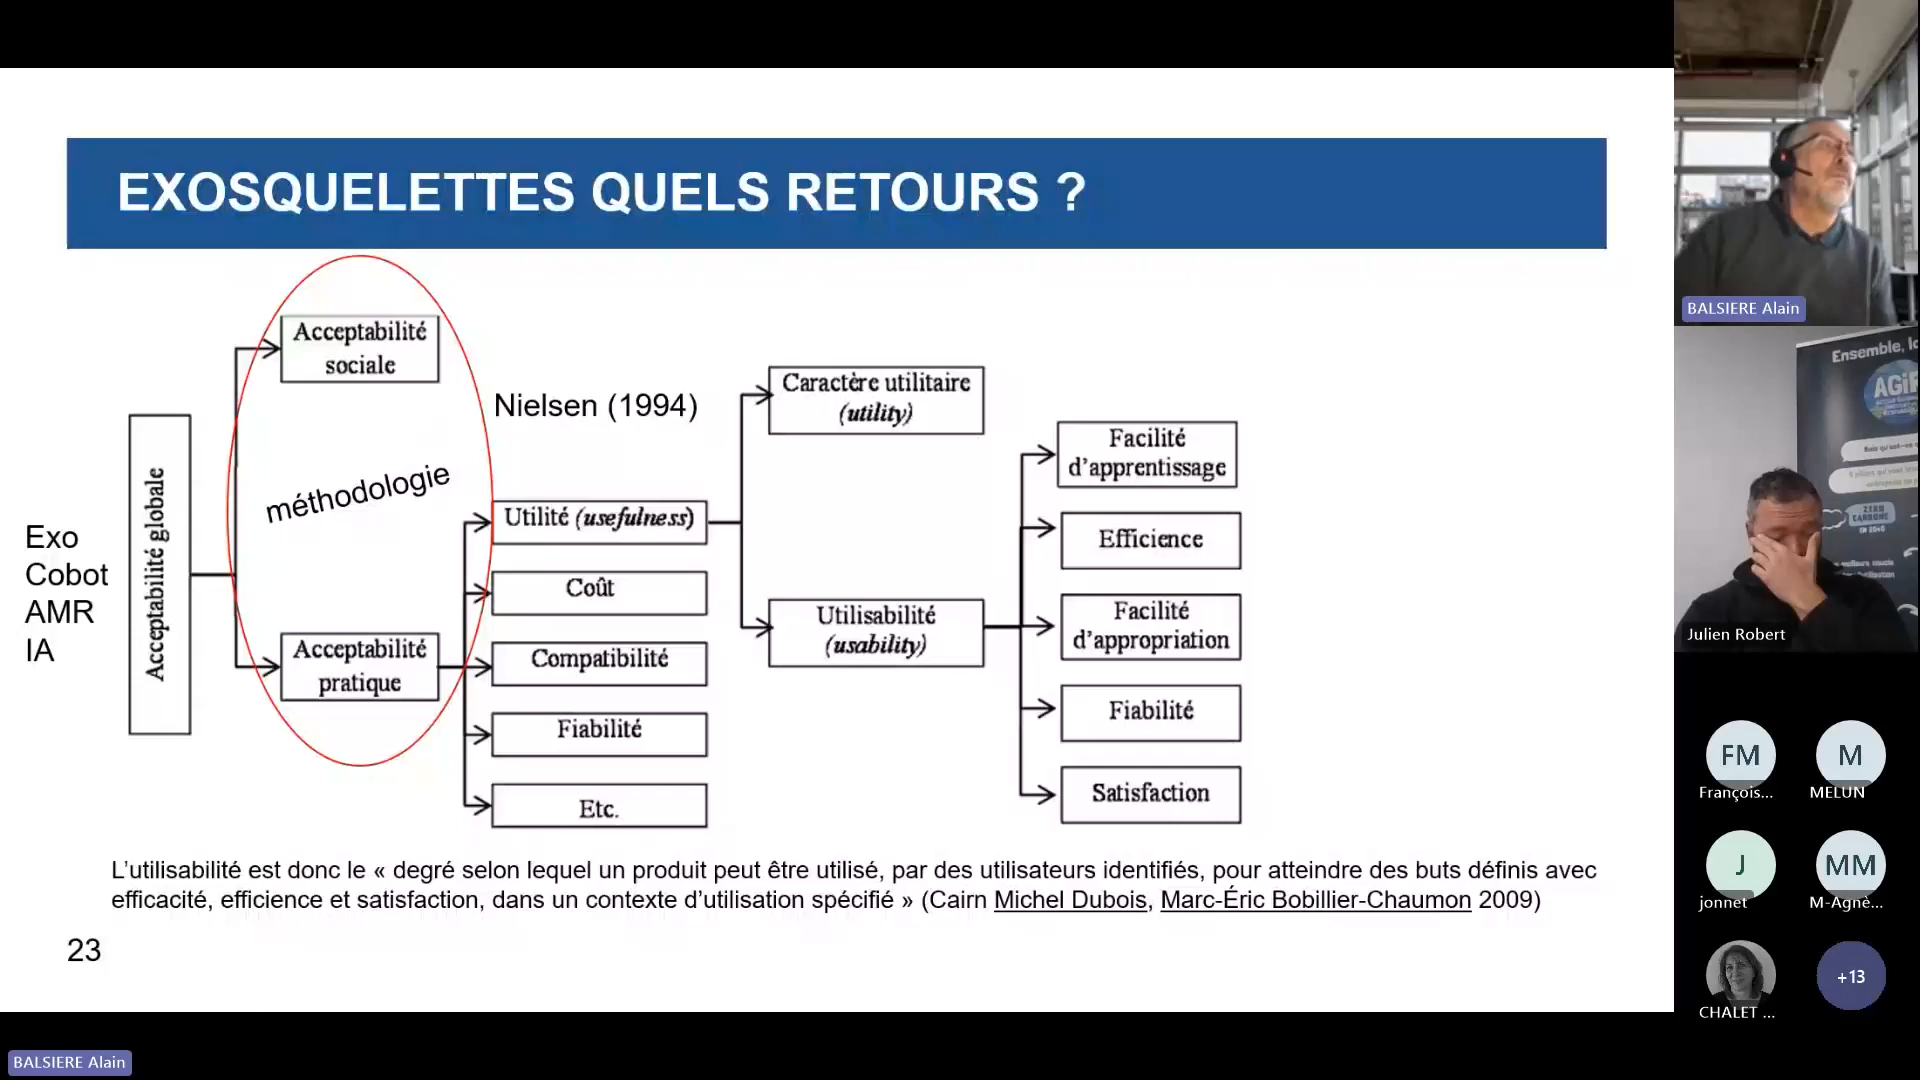 EXOSQUELETTES QUELS RETOURS ?
Acceptabilité
sociale
Nielsen (1994)
méthodologie
Acceptabilité globale
Exo
Cobot
AMR
IA
Acceptabilité
pratique
Utilité (usefulness)
Coût
Compatibilité
Fiabilité
Etc.
Caractère utilitaire
(utility)
Utilisabilité
(usability)
Facilité
d’apprentissage
Efficience
Facilité
d’appropriation
Fiabilité
Satisfaction
L’utilisabilité est donc le « degré selon lequel un produit peut être utilisé, par des utilisateurs identifiés, pour atteindre des buts définis avec
efficacité, efficience et satisfaction, dans un contexte d’utilisation spécifié » (Cairn Michel Dubois, Marc-Éric Bobillier-Chaumon 2009)
23
BALSIERE Alain
BALSIERE Alain
Ensemble,
ZERO
CARBONE
EN 2040
Julien Robert
FM
François...
M
MELUN
J
jonnet
MM
M-Agnè...
CHALET ...
+13